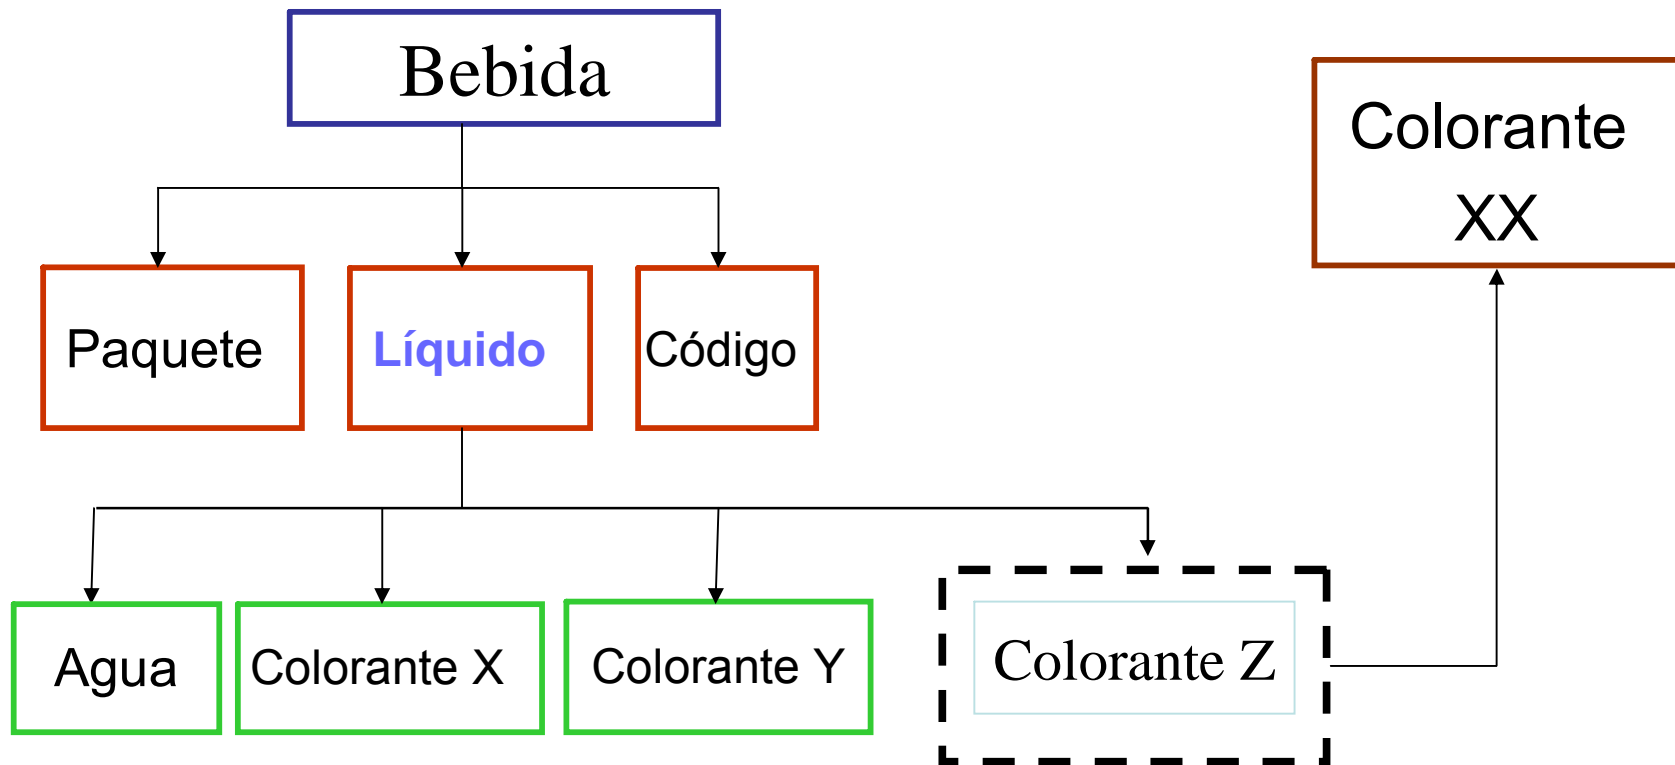 Bebida
Colorante
XX
Paquete
Líquido
Código
Agua
Colorante X
Colorante Y
Colorante Z